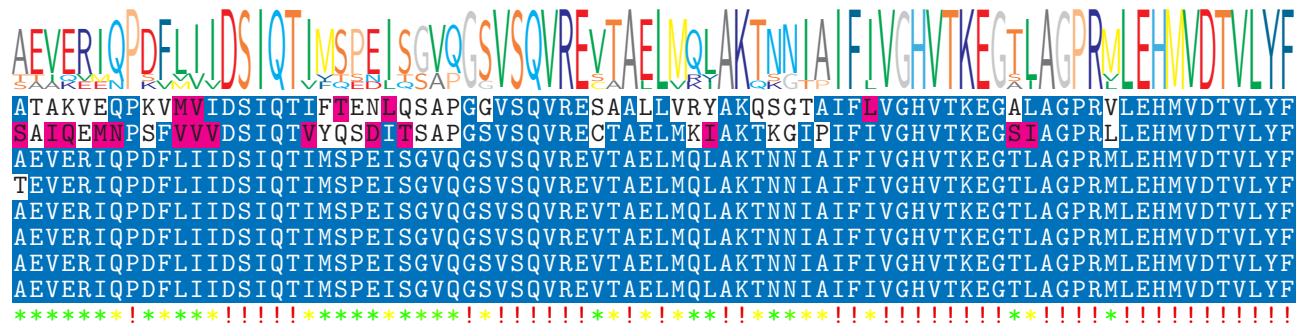 AEVERIQPDFLIIDSIQTIMSPEISGVQGSVSQVREVTAELMQLAKTNNIAIFIVGHVTKEGTLAGPRMLEHMVDTVLYF
ATAKVEQPKVMVIDSIQTIFTENLQSAPGGVSQVRESAALLVRYAKQSGTAIFLVGHVTKEGALAGPRVLEHMVDTVLYF
SAIQEMNPSFVVVDSIQTVYQSDITSAPGSVSQVRECTAELMKIAKTKGIPIFIVGHVTKEGSIAGPRLLEHMVDTVLYF
AEVERIQPDFLIIDSIQTIMSPEISGVQGSVSQVREVTAELMQLAKTNNIAIFIVGHVTKEGTLAGPRMLEHMVDTVLYF
TEVERIQPDFLIIDSIQTIMSPEISGVQGSVSQVREVTAELMQLAKTNNIAIFIVGHVTKEGTLAGPRMLEHMVDTVLYF
AEVERIQPDFLIIDSIQTIMSPEISGVQGSVSQVREVTAELMQLAKTNNIAIFIVGHVTKEGTLAGPRMLEHMVDTVLYF
AEVERIQPDFLIIDSIQTIMSPEISGVQGSVSQVREVTAELMQLAKTNNIAIFIVGHVTKEGTLAGPRMLEHMVDTVLYF
AEVERIQPDFLIIDSIQTIMSPEISGVQGSVSQVREVTAELMQLAKTNNIAIFIVGHVTKEGTLAGPRMLEHMVDTVLYF
AEVERIQPDFLIIDSIQTIMSPEISGVQGSVSQVREVTAELMQLAKTNNIAIFIVGHVTKEGTLAGPRMLEHMVDTVLYF
*******!*****!!!!!**********!*!!!!!!**!*!***!!*****!!*!!!!!!!!**!!!!*!!!!!!!!!!!